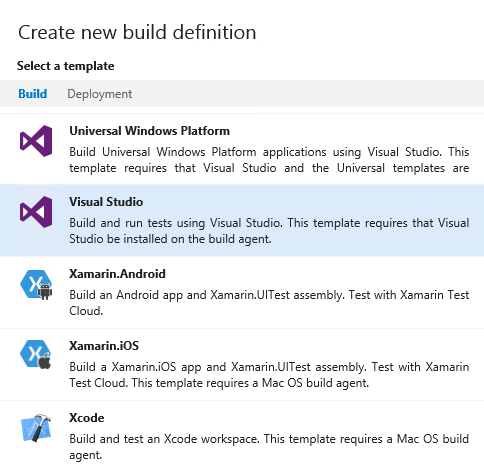 Create new build definition
Select a template
Build Deployment
Universal Windows Platform
Build Universal Windows Platform applications using Visual Studio. This
template requires that Visual Studio and the Universal templates are
Visual Studio
Build and run tests using Visual Studio. This template requires that Visual
Studio be installed on the build agent.
Xamarin.Android
Build an Android app and Xamarin.UITest assembly. Test with Xamarin Test
Cloud.
Xamarin.iOS
Build a Xamarin.iOS app and Xamarin.UITest assembly. Test with Xamarin
Test Cloud. This template requires a Mac OS build agent.
Xcode
Build and test an Xcode workspace. This template requires a Mac OS build
agent.